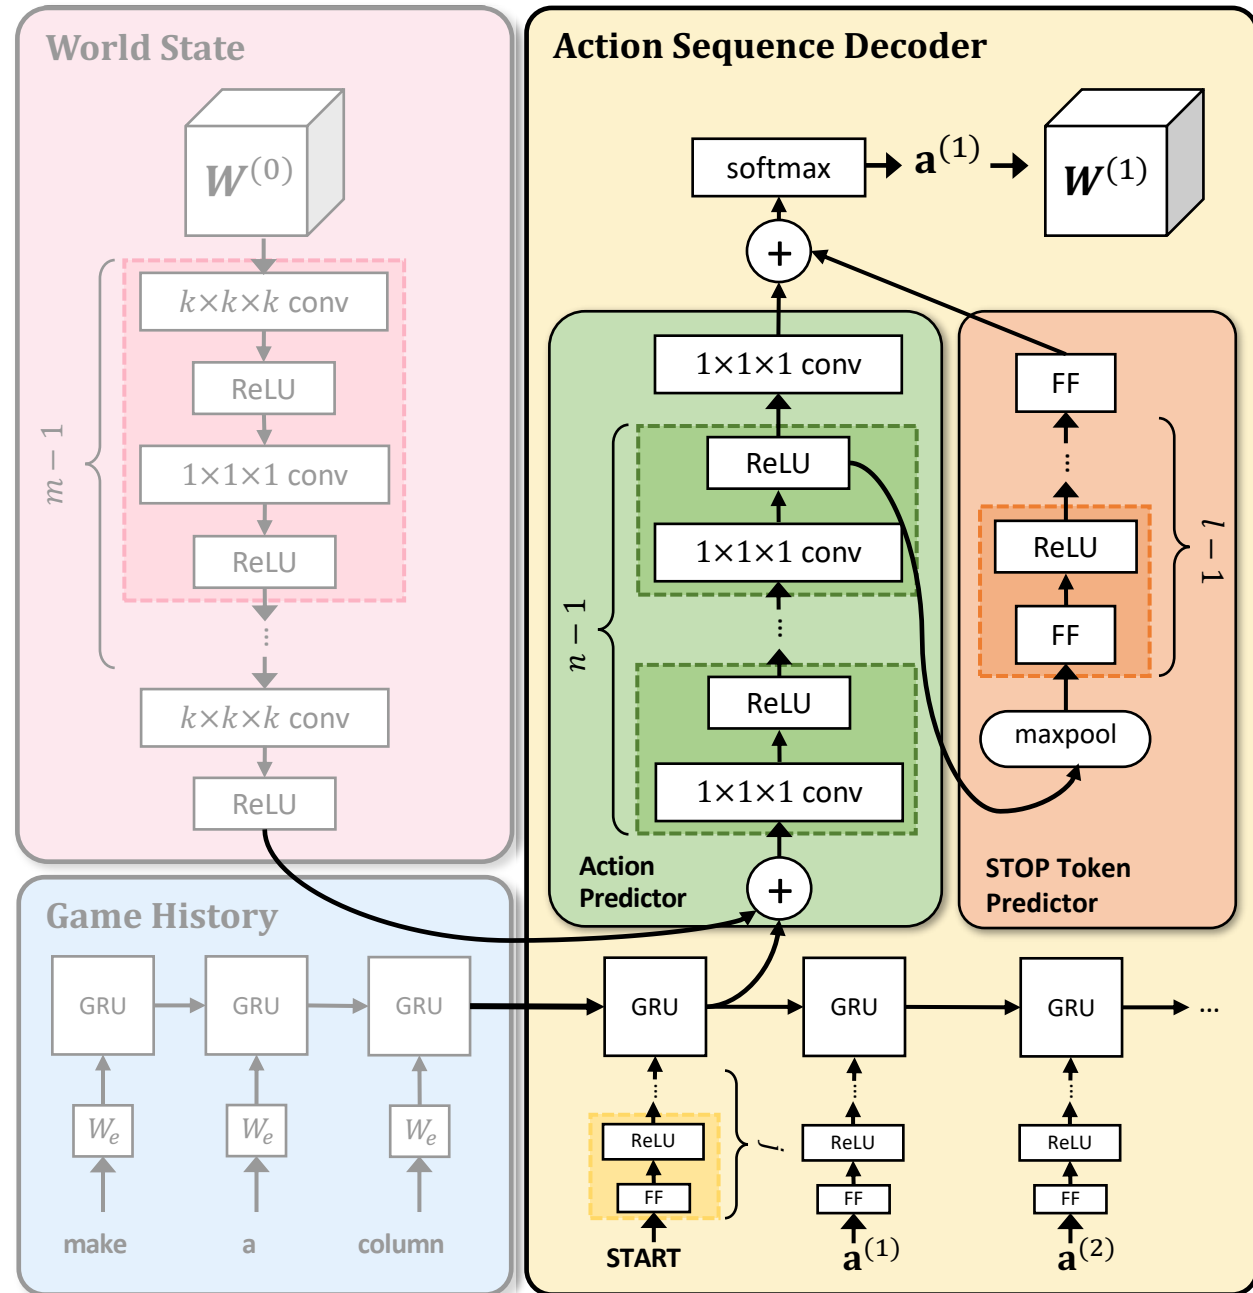 World State
W^(0)
k×k×k conv
ReLU
1×1×1 conv
ReLU
...
m − 1
k×k×k conv
ReLU
Game History
GRU
GRU
GRU
W_e
W_e
W_e
make
a
column
Action Sequence Decoder
softmax
a^(1)
W^(1)
+
1×1×1 conv
ReLU
1×1×1 conv
...
n − 1
ReLU
1×1×1 conv
+
Action
Predictor
FF
...
ReLU
FF
l − 1
maxpool
STOP Token
Predictor
GRU
GRU
GRU
...
...
...
...
ReLU
ReLU
ReLU
j
FF
FF
FF
START
a^(1)
a^(2)